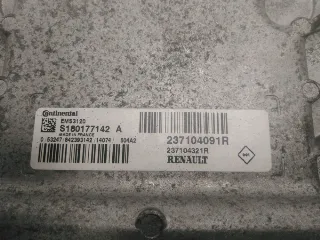 Continental
EMS3120
S180177142 A
MADE IN FRANCE
237104091R
237104321R
RENAULT